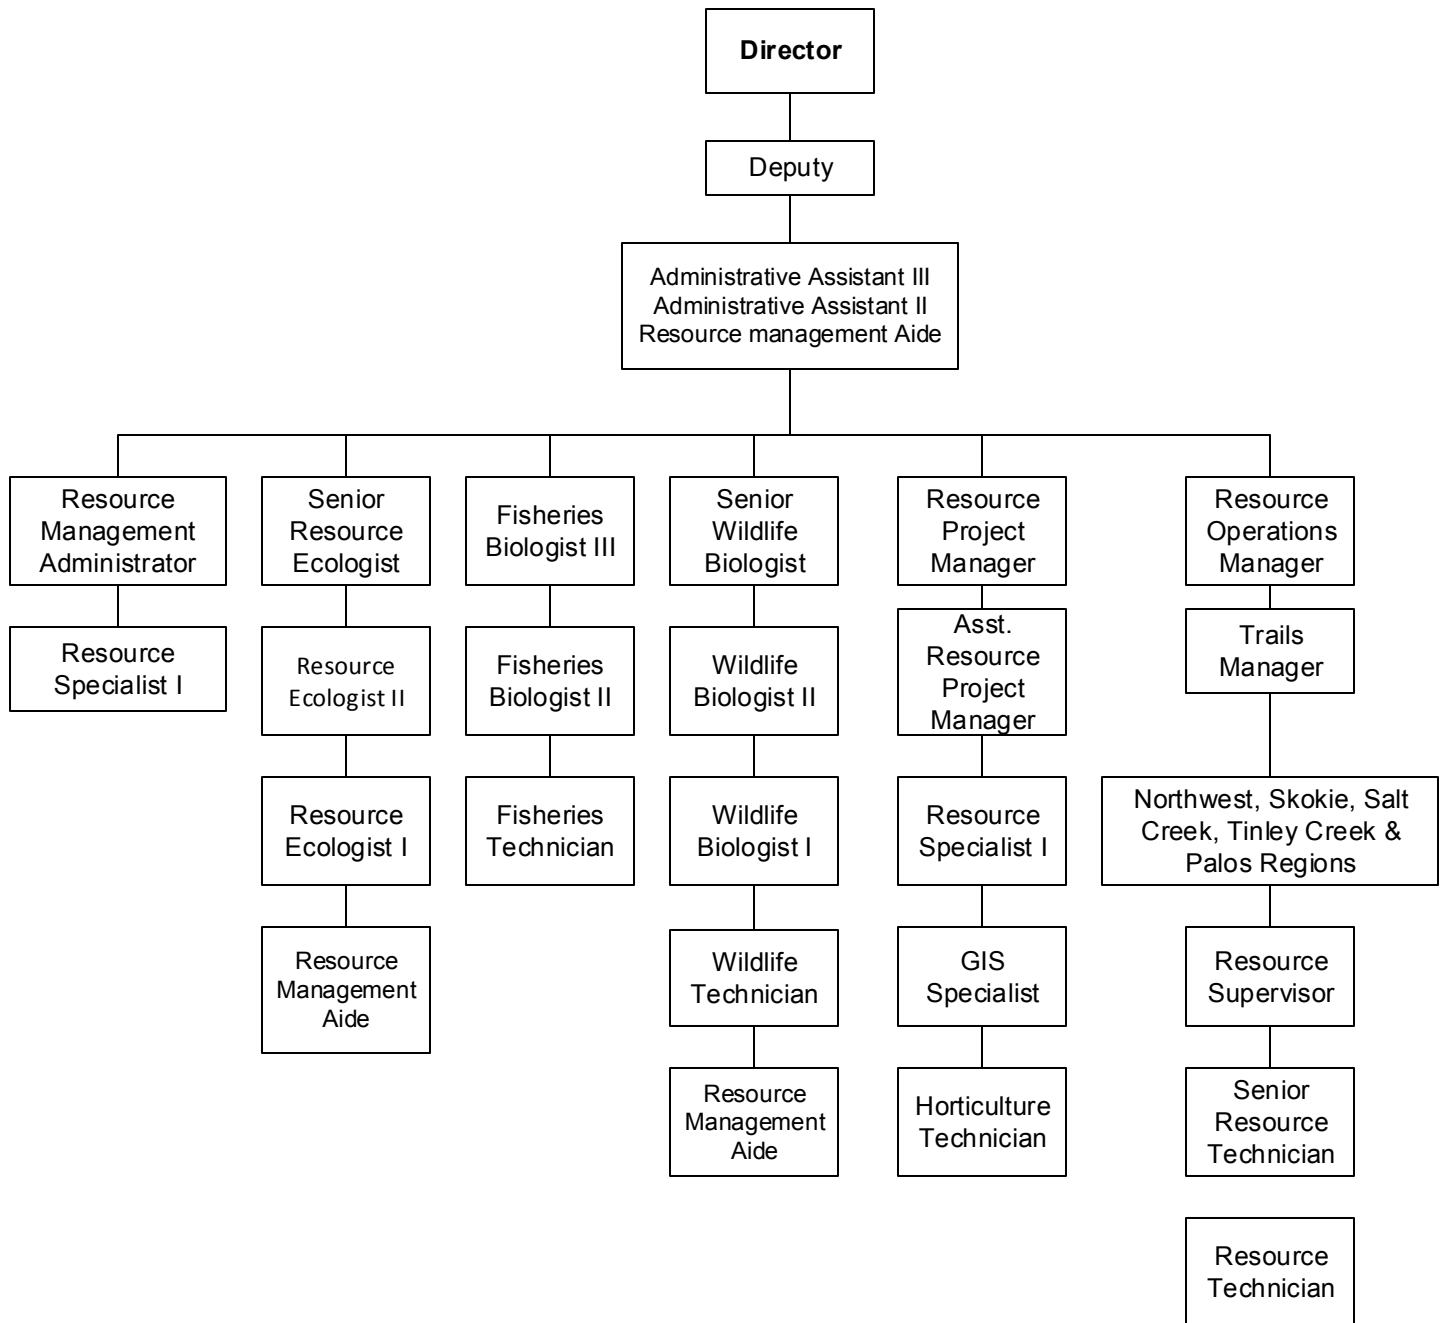 Director
Deputy
Administrative Assistant III
Administrative Assistant II
Resource management Aide
Resource
Management
Administrator
Senior
Resource
Ecologist
Fisheries
Biologist III
Senior
Wildlife
Biologist
Resource
Project
Manager
Resource
Operations
Manager
Resource
Specialist I
Resource
Ecologist II
Fisheries
Biologist II
Wildlife
Biologist II
Asst.
Resource
Project
Manager
Trails
Manager
Resource
Ecologist I
Fisheries
Technician
Wildlife
Biologist I
Resource
Specialist I
Northwest, Skokie, Salt
Creek, Tinley Creek &
Palos Regions
Resource
Management
Aide
Wildlife
Technician
GIS
Specialist
Resource
Supervisor
Resource
Management
Aide
Horticulture
Technician
Senior
Resource
Technician
Resource
Technician